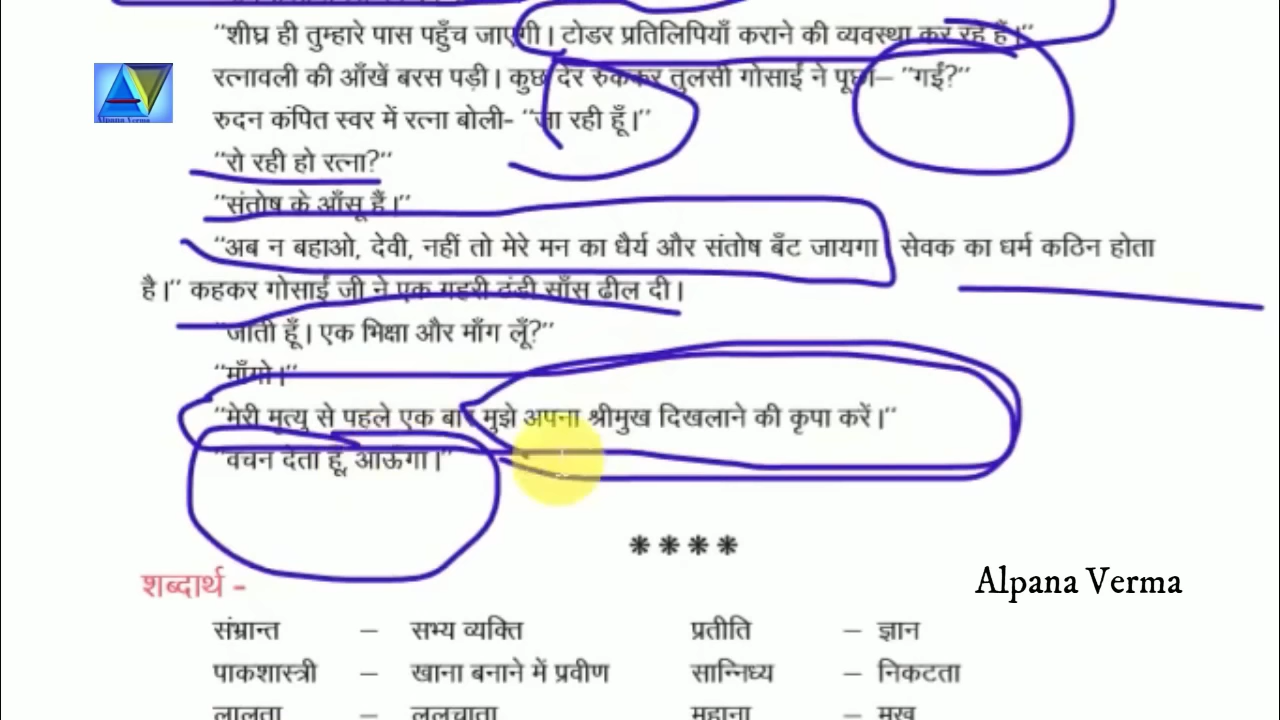 “शीघ्र ही तुम्हारे पास पहुँच जाएगी। टोडर प्रतिलिपियाँ कराने की व्यवस्था कर रहे हैं।”
रत्नावली की आँखें बरस पड़ी। कुछ देर रुककर तुलसी गोसाईं ने पूछा– “गईं?”
रुदन कंपित स्वर में रत्ना बोली- “जा रही हूँ।”
“रो रही हो रत्ना?”
“संतोष के आँसू हैं।”
“अब न बहाओ, देवी, नहीं तो मेरे मन का धैर्य और संतोष बँट जायगा। सेवक का धर्म कठिन होता
है।” कहकर गोसाईं जी ने एक गहरी ठंडी साँस ढील दी।
“जाती हूँ। एक भिक्षा और माँग लूँ?”
“माँगो।”
“मेरी मृत्यु से पहले एक बार मुझे अपना श्रीमुख दिखलाने की कृपा करें।”
“वचन देता हूँ, आऊँगा।”
****
Alpana Verma
शब्दार्थ -
संभ्रान्त – सभ्य व्यक्ति प्रतीति – ज्ञान
पाकशास्त्री – खाना बनाने में प्रवीण सान्निध्य – निकटता
Alpana Verma